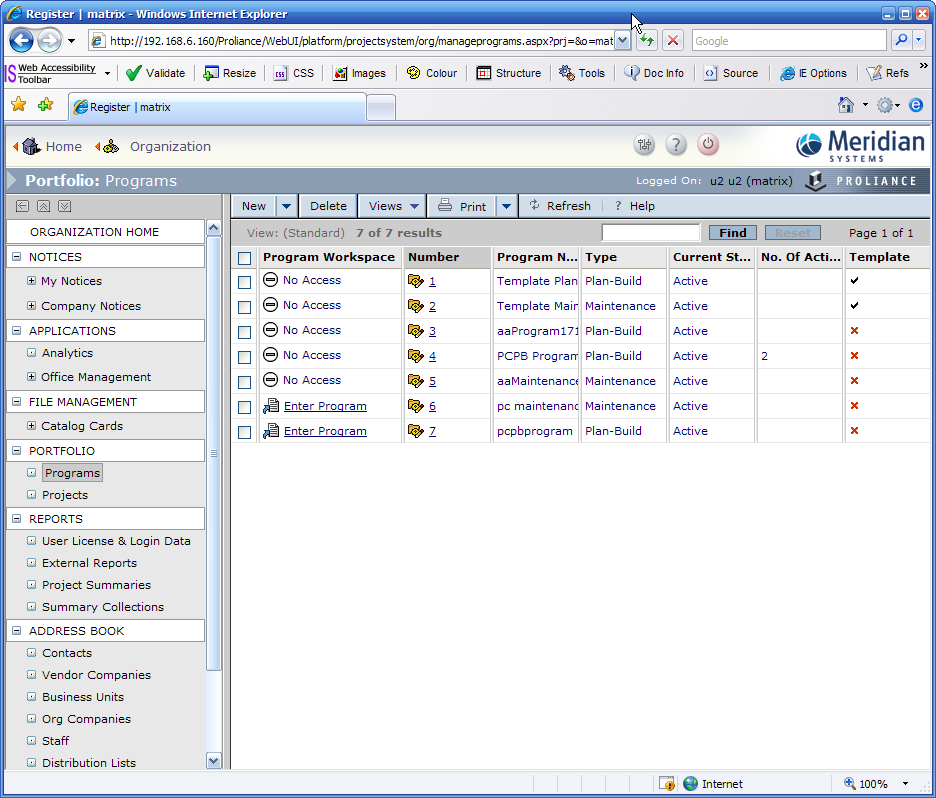 Register | matrix - Windows Internet Explorer
http://192.168.6.160/Proliance/WebUI/platform/projectsystem/org/manageprograms.aspx?prj=&o=mat
Google
Web Accessibility Toolbar
Validate Resize CSS Images Colour Structure Tools Doc Info Source IE Options Refs
Register | matrix
Home Organization
Meridian
SYSTEMS
Portfolio: Programs
Logged On: u2 u2 (matrix)
PROLIANCE
New Delete Views Print Refresh ? Help
View: (Standard) 7 of 7 results Find Reset Page 1 of 1
ORGANIZATION HOME
NOTICES
My Notices
Company Notices
APPLICATIONS
Analytics
Office Management
FILE MANAGEMENT
Catalog Cards
PORTFOLIO
Programs
Projects
REPORTS
User License & Login Data
External Reports
Project Summaries
Summary Collections
ADDRESS BOOK
Contacts
Vendor Companies
Business Units
Org Companies
Staff
Distribution Lists
Program Workspace Number Program N... Type Current St... No. Of Acti... Template
No Access 1 Template Plan Plan-Build Active
No Access 2 Template Main Maintenance Active
No Access 3 aaProgram171 Plan-Build Active
No Access 4 PCPB Program Plan-Build Active 2
No Access 5 aaMaintenance Maintenance Active
Enter Program 6 pc maintenanc Maintenance Active
Enter Program 7 pcpbprogram Plan-Build Active
Internet 100%